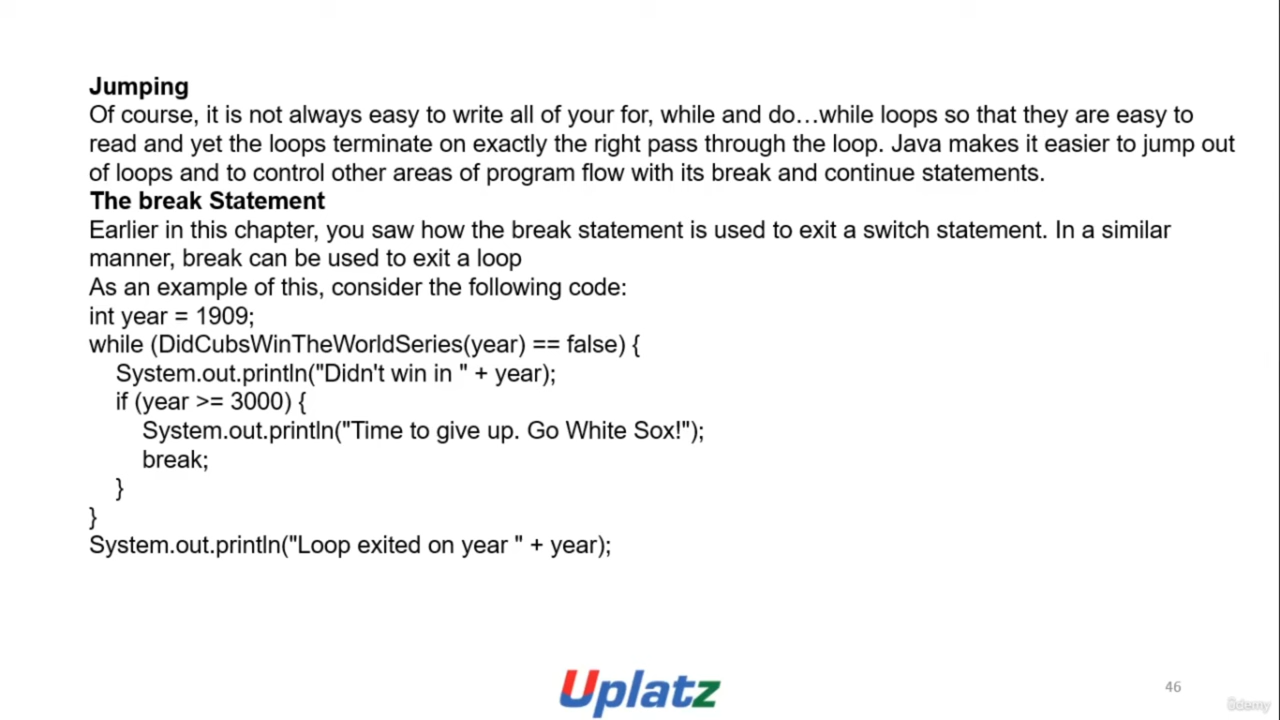 Jumping
Of course, it is not always easy to write all of your for, while and do…while loops so that they are easy to
read and yet the loops terminate on exactly the right pass through the loop. Java makes it easier to jump out
of loops and to control other areas of program flow with its break and continue statements.
The break Statement
Earlier in this chapter, you saw how the break statement is used to exit a switch statement. In a similar
manner, break can be used to exit a loop
As an example of this, consider the following code:
int year = 1909;
while (DidCubsWinTheWorldSeries(year) == false) {
System.out.println("Didn't win in " + year);
if (year >= 3000) {
System.out.println("Time to give up. Go White Sox!");
break;
}
}
System.out.println("Loop exited on year " + year);
Uplatz
46
ûdemy